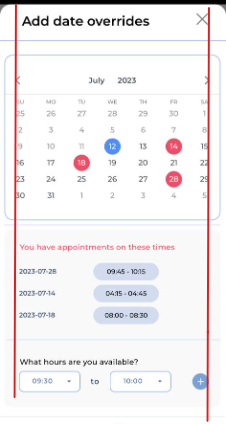 Add date overrides
July 2023
SU MO TU WE TH FR SA
25 26 27 28 29 30 1
2 3 4 5 6 7 8
9 10 11 12 13 14 15
16 17 18 19 20 21 22
23 24 25 26 27 28 29
30 31 1 2 3 4 5
You have appointments on these times
2023-07-28 09:45 - 10:15
2023-07-14 04:15 - 04:45
2023-07-18 08:00 - 08:30
What hours are you available?
09:30 to 10:00 +